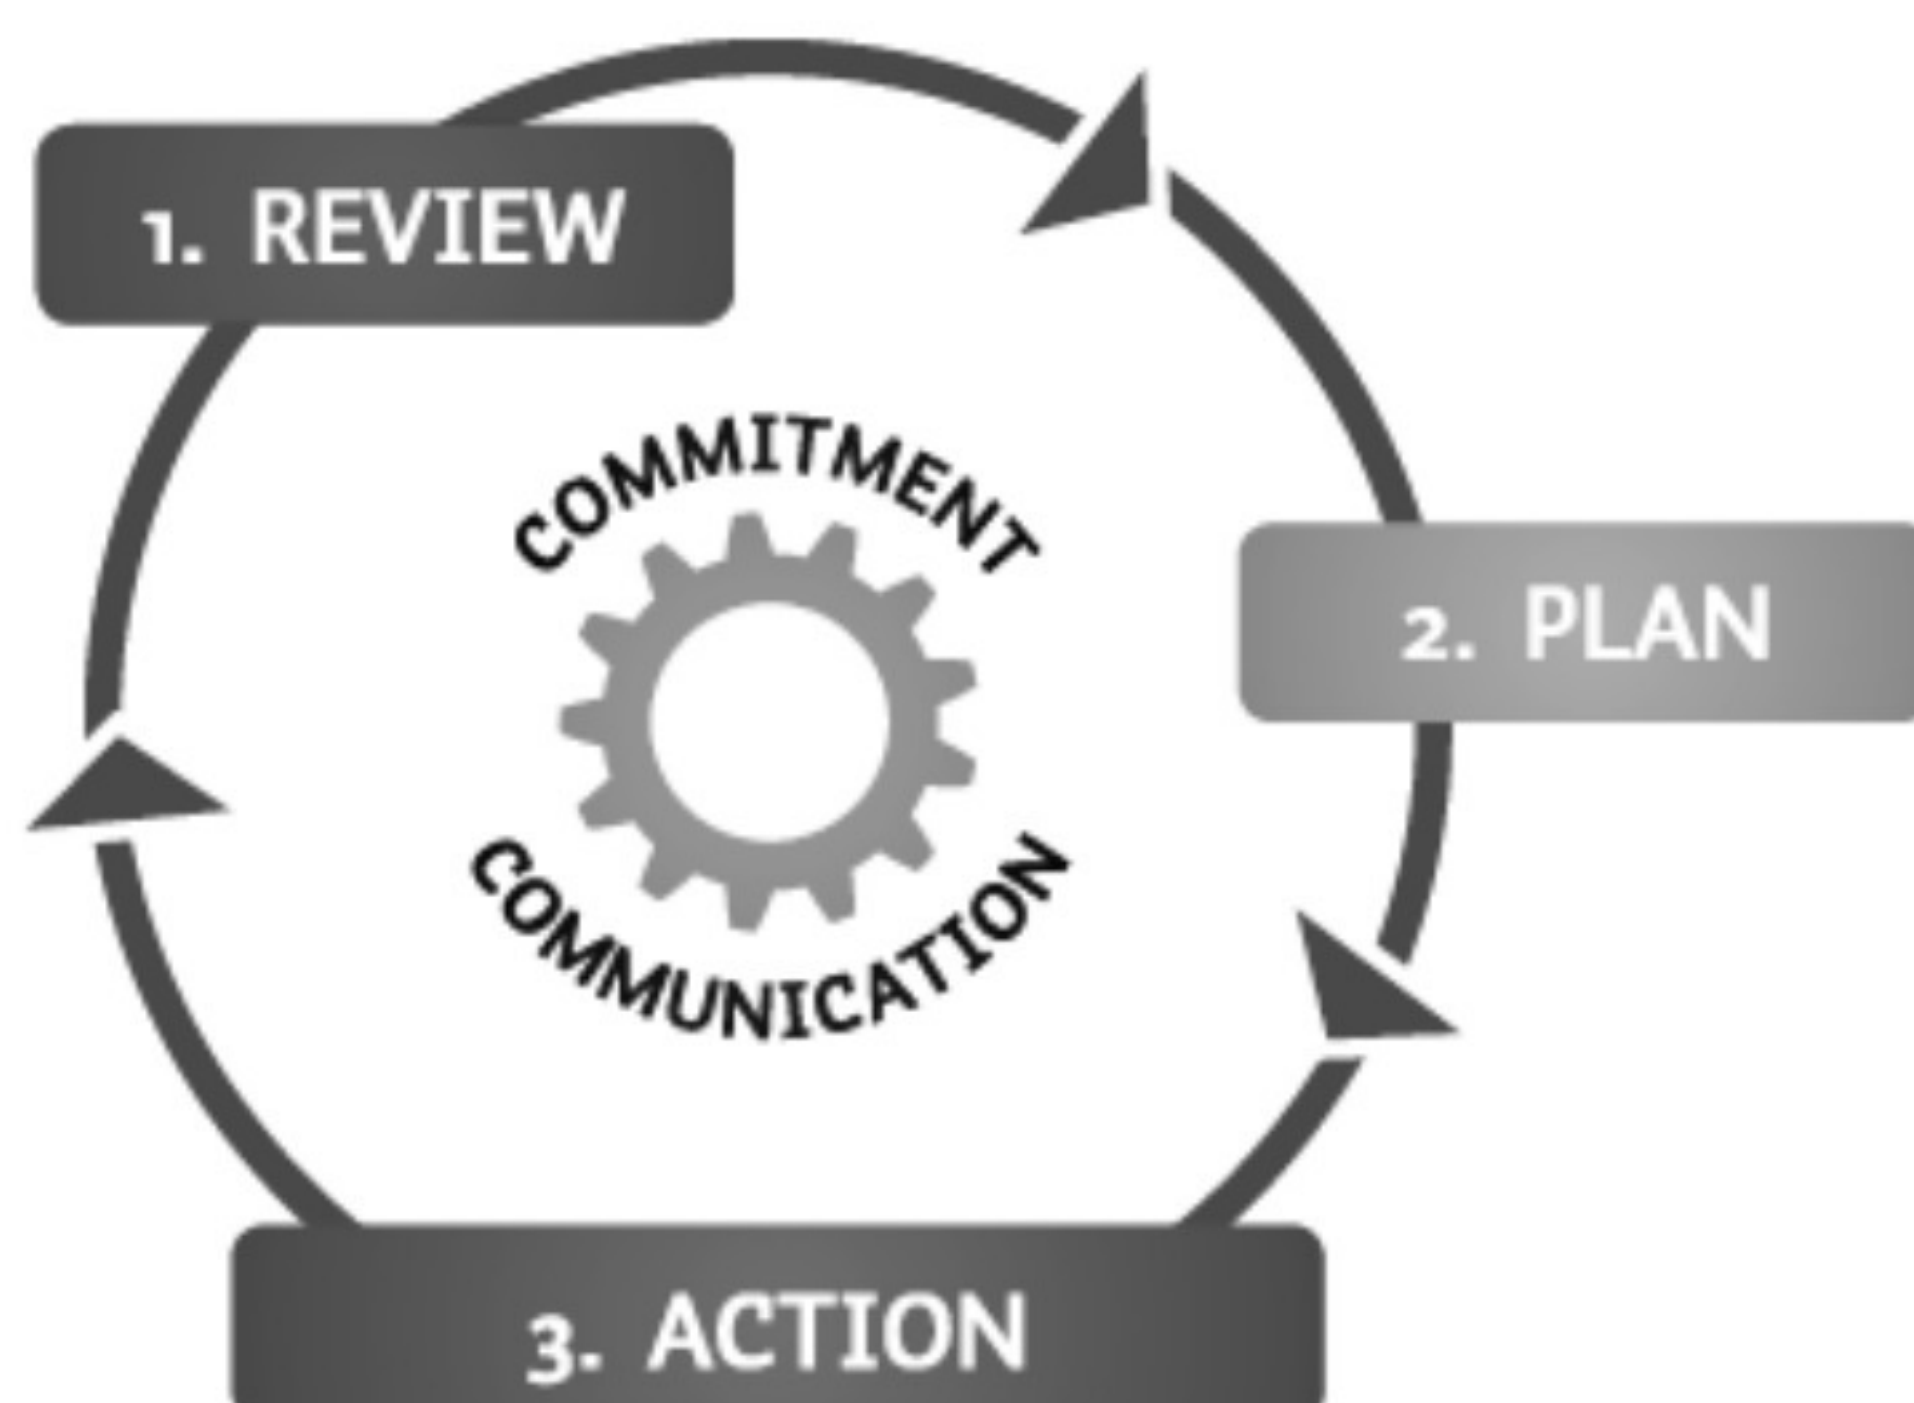 1. REVIEW
COMMITMENT
2. PLAN
COMMUNICATION
3. ACTION